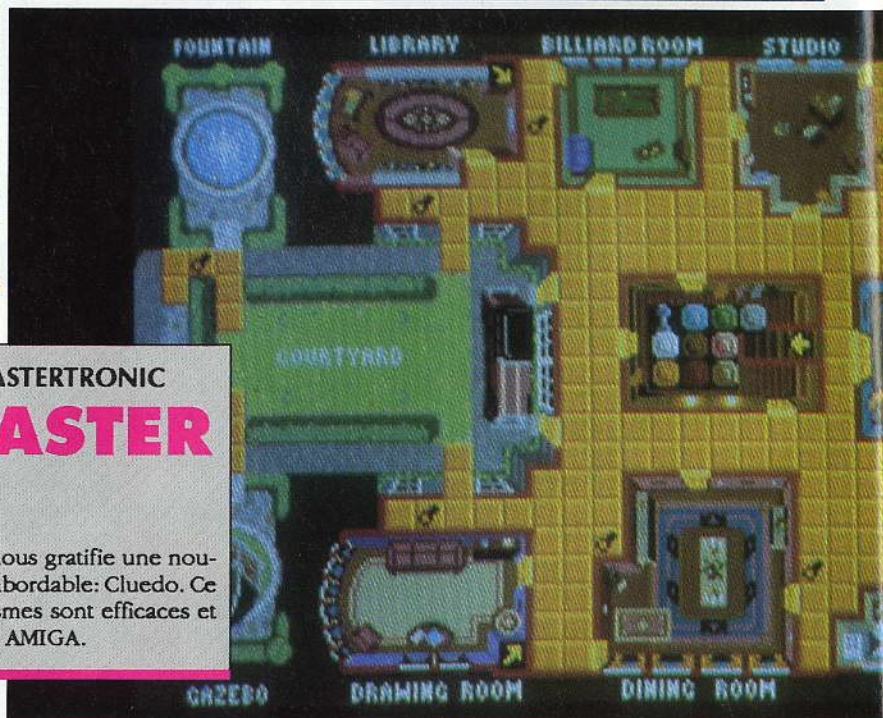 FOUNTAIN LIBRARY BILLIARD ROOM STUDIO
COURTYARD
ASTERTRONIC
ASTER
ous gratifie une nou-
bordable: Cluedo. Ce
smes sont efficaces et
AMIGA.
GAZEBO DRAWING ROOM DINING ROOM